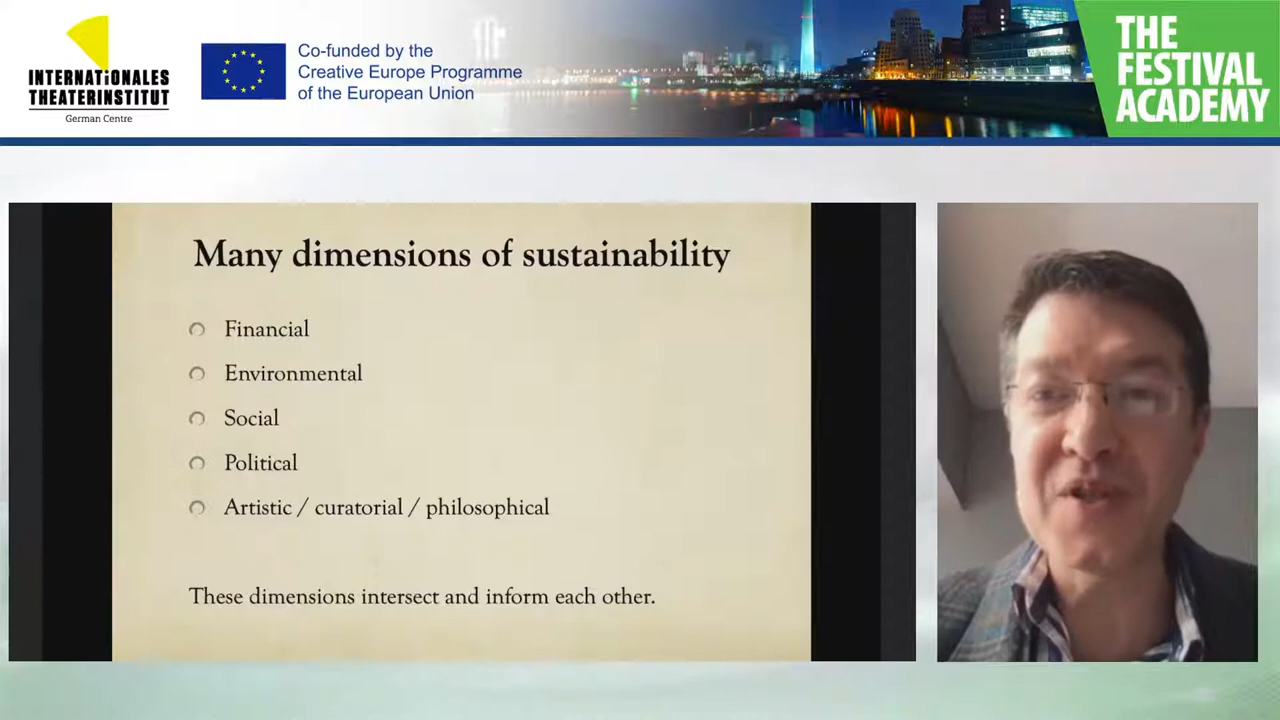 INTERNATiONALES
THEATERINSTITUT
German Centre
Co-funded by the
Creative Europe Programme
of the European Union
THE
FESTIVAL
ACADEMY
Many dimensions of sustainability
Financial
Environmental
Social
Political
Artistic / curatorial / philosophical
These dimensions intersect and inform each other.